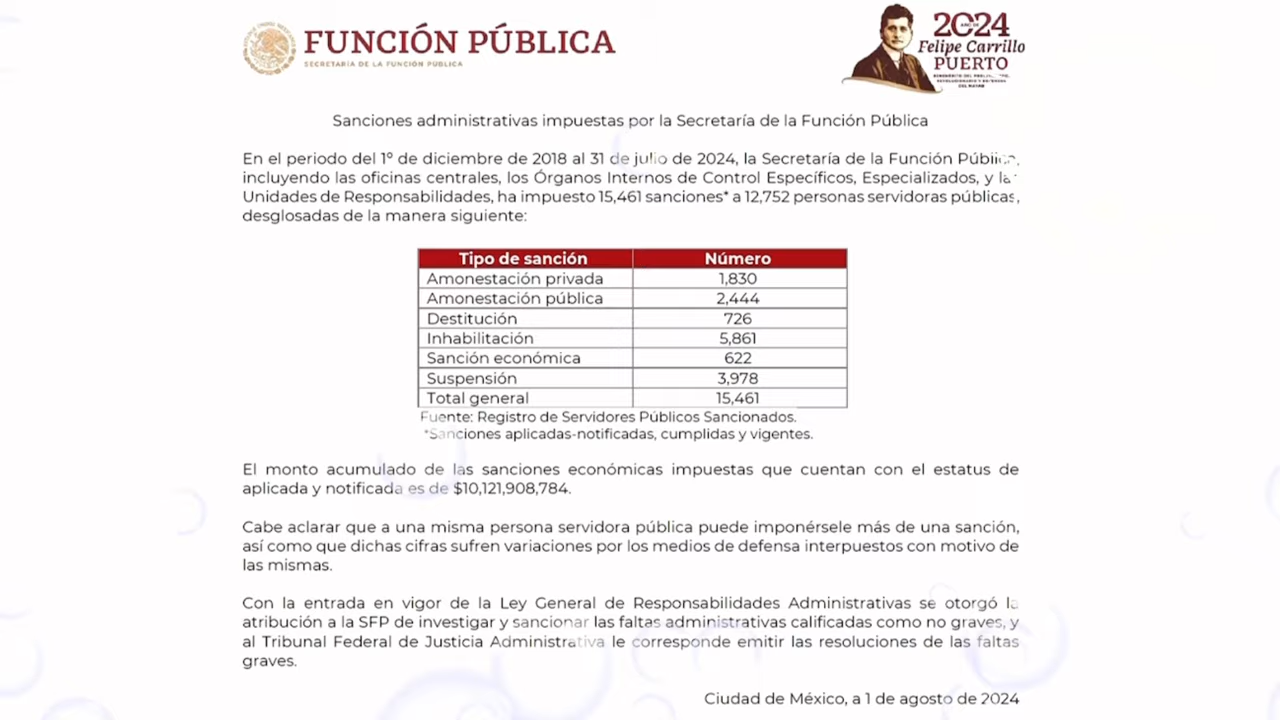 FUNCIÓN PÚBLICA
SECRETARÍA DE LA FUNCIÓN PÚBLICA
2024
AÑO DE
Felipe Carrillo
PUERTO
BENEMÉRITO DEL
REVOLUCIONARIO Y DEFENSOR
DEL MAYAB
Sanciones administrativas impuestas por la Secretaría de la Función Pública
En el periodo del 1º de diciembre de 2018 al 31 de julio de 2024, la Secretaría de la Función Pública,
incluyendo las oficinas centrales, los Órganos Internos de Control Específicos, Especializados, y las
Unidades de Responsabilidades, ha impuesto 15,461 sanciones* a 12,752 personas servidoras públicas,
desglosadas de la manera siguiente:
Tipo de sanción Número
Amonestación privada 1,830
Amonestación pública 2,444
Destitución 726
Inhabilitación 5,861
Sanción económica 622
Suspensión 3,978
Total general 15,461
Fuente: Registro de Servidores Públicos Sancionados.
*Sanciones aplicadas-notificadas, cumplidas y vigentes.
El monto acumulado de las sanciones económicas impuestas que cuentan con el estatus de
aplicada y notificada es de $10,121,908,784.
Cabe aclarar que a una misma persona servidora pública puede imponérsele más de una sanción,
así como que dichas cifras sufren variaciones por los medios de defensa interpuestos con motivo de
las mismas.
Con la entrada en vigor de la Ley General de Responsabilidades Administrativas se otorgó la
atribución a la SFP de investigar y sancionar las faltas administrativas calificadas como no graves, y
al Tribunal Federal de Justicia Administrativa le corresponde emitir las resoluciones de las faltas
graves.
Ciudad de México, a 1 de agosto de 2024